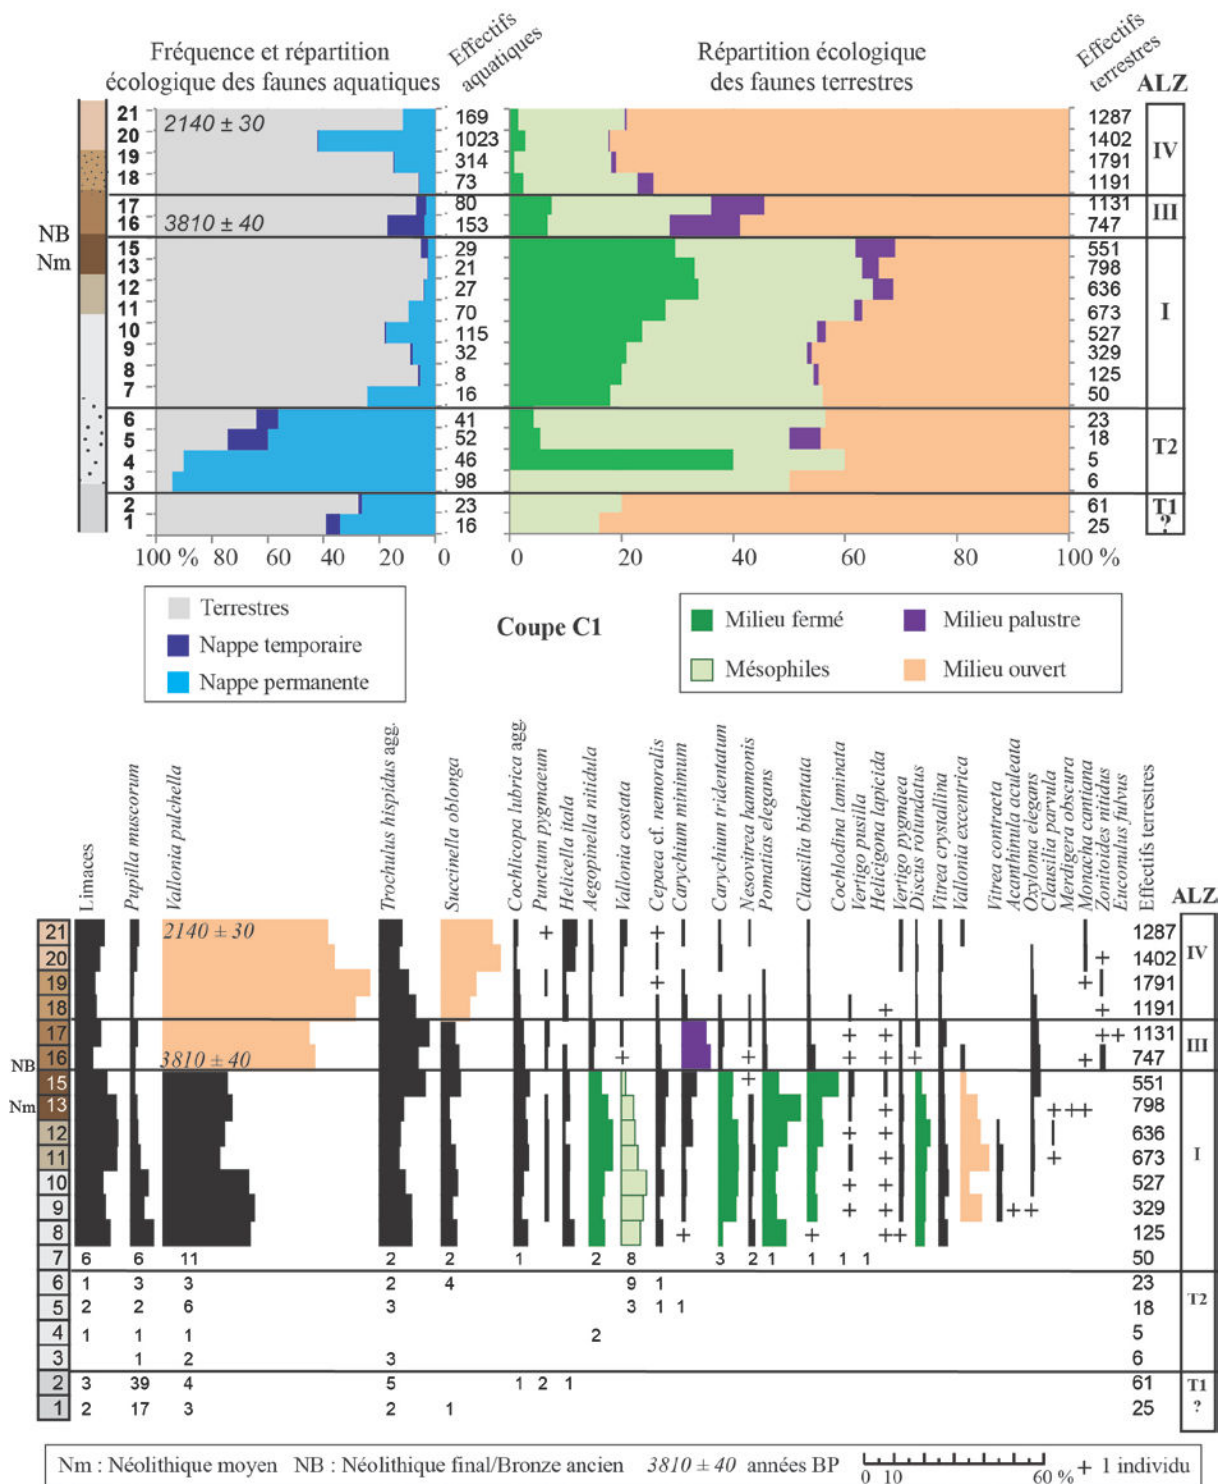 Fréquence et répartition
écologique des faunes aquatiques
Effectifs
aquatiques
Répartition écologique
des faunes terrestres
Effectifs
terrestres
ALZ
21 2140 ± 30 169 1287
20 1023 1402 IV
19 314 1791
18 73 1191
17 80 1131 III
NB 16 3810 ± 40 153 747
Nm 15 29 551
13 21 798
12 27 636 I
11 70 673
10 115 527
9 32 329
8 8 125
7 16 50
6 41 23
5 52 18 T2
4 46 5
3 98 6
2 23 61 T1
1 16 25 ?
100 % 80 60 40 20 0
0 20 40 60 80 100 %
Terrestres
Nappe temporaire
Nappe permanente
Coupe C1
Milieu fermé
Milieu palustre
Mésophiles
Milieu ouvert
Limaces
Pupilla muscorum
Vallonia pulchella
Trochulus hispidus agg.
Succinella oblonga
Cochlicopa lubrica agg.
Punctum pygmaeum
Helicella itala
Aegopinella nitidula
Vallonia costata
Cepaea cf. nemoralis
Carychium minimum
Carychium tridentatum
Nesovitrea hammonis
Pomatias elegans
Clausilia bidentata
Cochlodina laminata
Vertigo pusilla
Helicigona lapicida
Vertigo pygmaea
Discus rotundatus
Vitrea crystallina
Vallonia excentrica
Vitrea contracta
Acanthinula aculeata
Oxyloma elegans
Clausilia parvula
Merdigera obscura
Monacha cantiana
Zonitoides nitidus
Euconulus fulvus
Effectifs terrestres
ALZ
21 2140 ± 30 + + 1287
20 + 1402 IV
19 + + 1791
18 + + 1191
17 + + + + 1131
NB 16 3810 ± 40 + + + + + + 747 III
15 + 551
Nm 13 + + + + 798
12 + + 636
11 + + 673 I
10 + + 527
9 + + + + 329
8 + + + + 125
7 6 6 11 2 2 1 2 8 3 2 1 1 1 1 50
6 1 3 3 2 4 9 1 23
5 2 2 6 3 3 1 1 18 T2
4 1 1 1 2 5
3 1 2 3 6
2 3 39 4 5 1 2 1 61 T1
1 2 17 3 2 1 25 ?
Nm : Néolithique moyen NB : Néolithique final/Bronze ancien 3810 ± 40 années BP 0 10 60 % + 1 individu